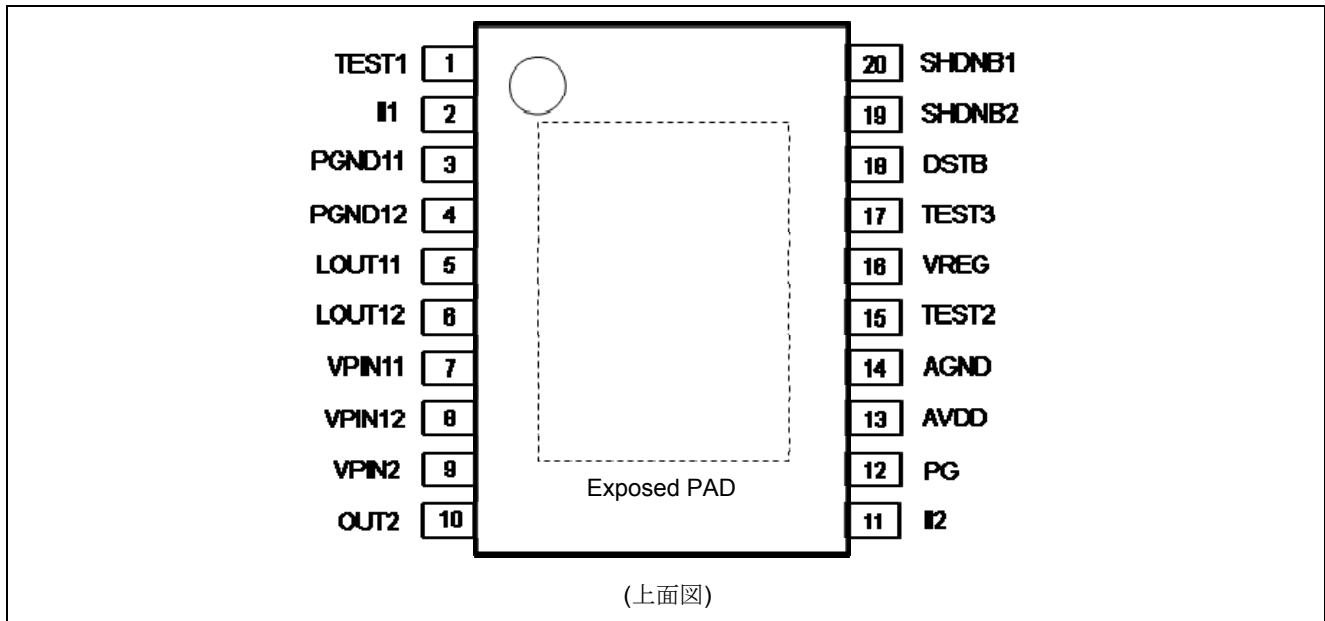 TEST1 1 20 SHDNB1
II1 2 19 SHDNB2
PGND11 3 18 DSTB
PGND12 4 17 TEST3
LOUT11 5 16 VREG
LOUT12 6 15 TEST2
VPIN11 7 14 AGND
VPIN12 8 13 AVDD
VPIN2 9 12 PG
OUT2 10 11 II2
Exposed PAD
(上面図)